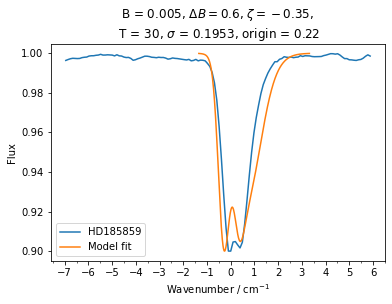 B = 0.005, ΔB = 0.6, ζ = −0.35,
T = 30, σ = 0.1953, origin = 0.22
1.00
0.98
0.96
0.94
0.92
0.90
Flux
HD185859
Model fit
−7 −6 −5 −4 −3 −2 −1 0 1 2 3 4 5 6
Wavenumber / cm⁻¹